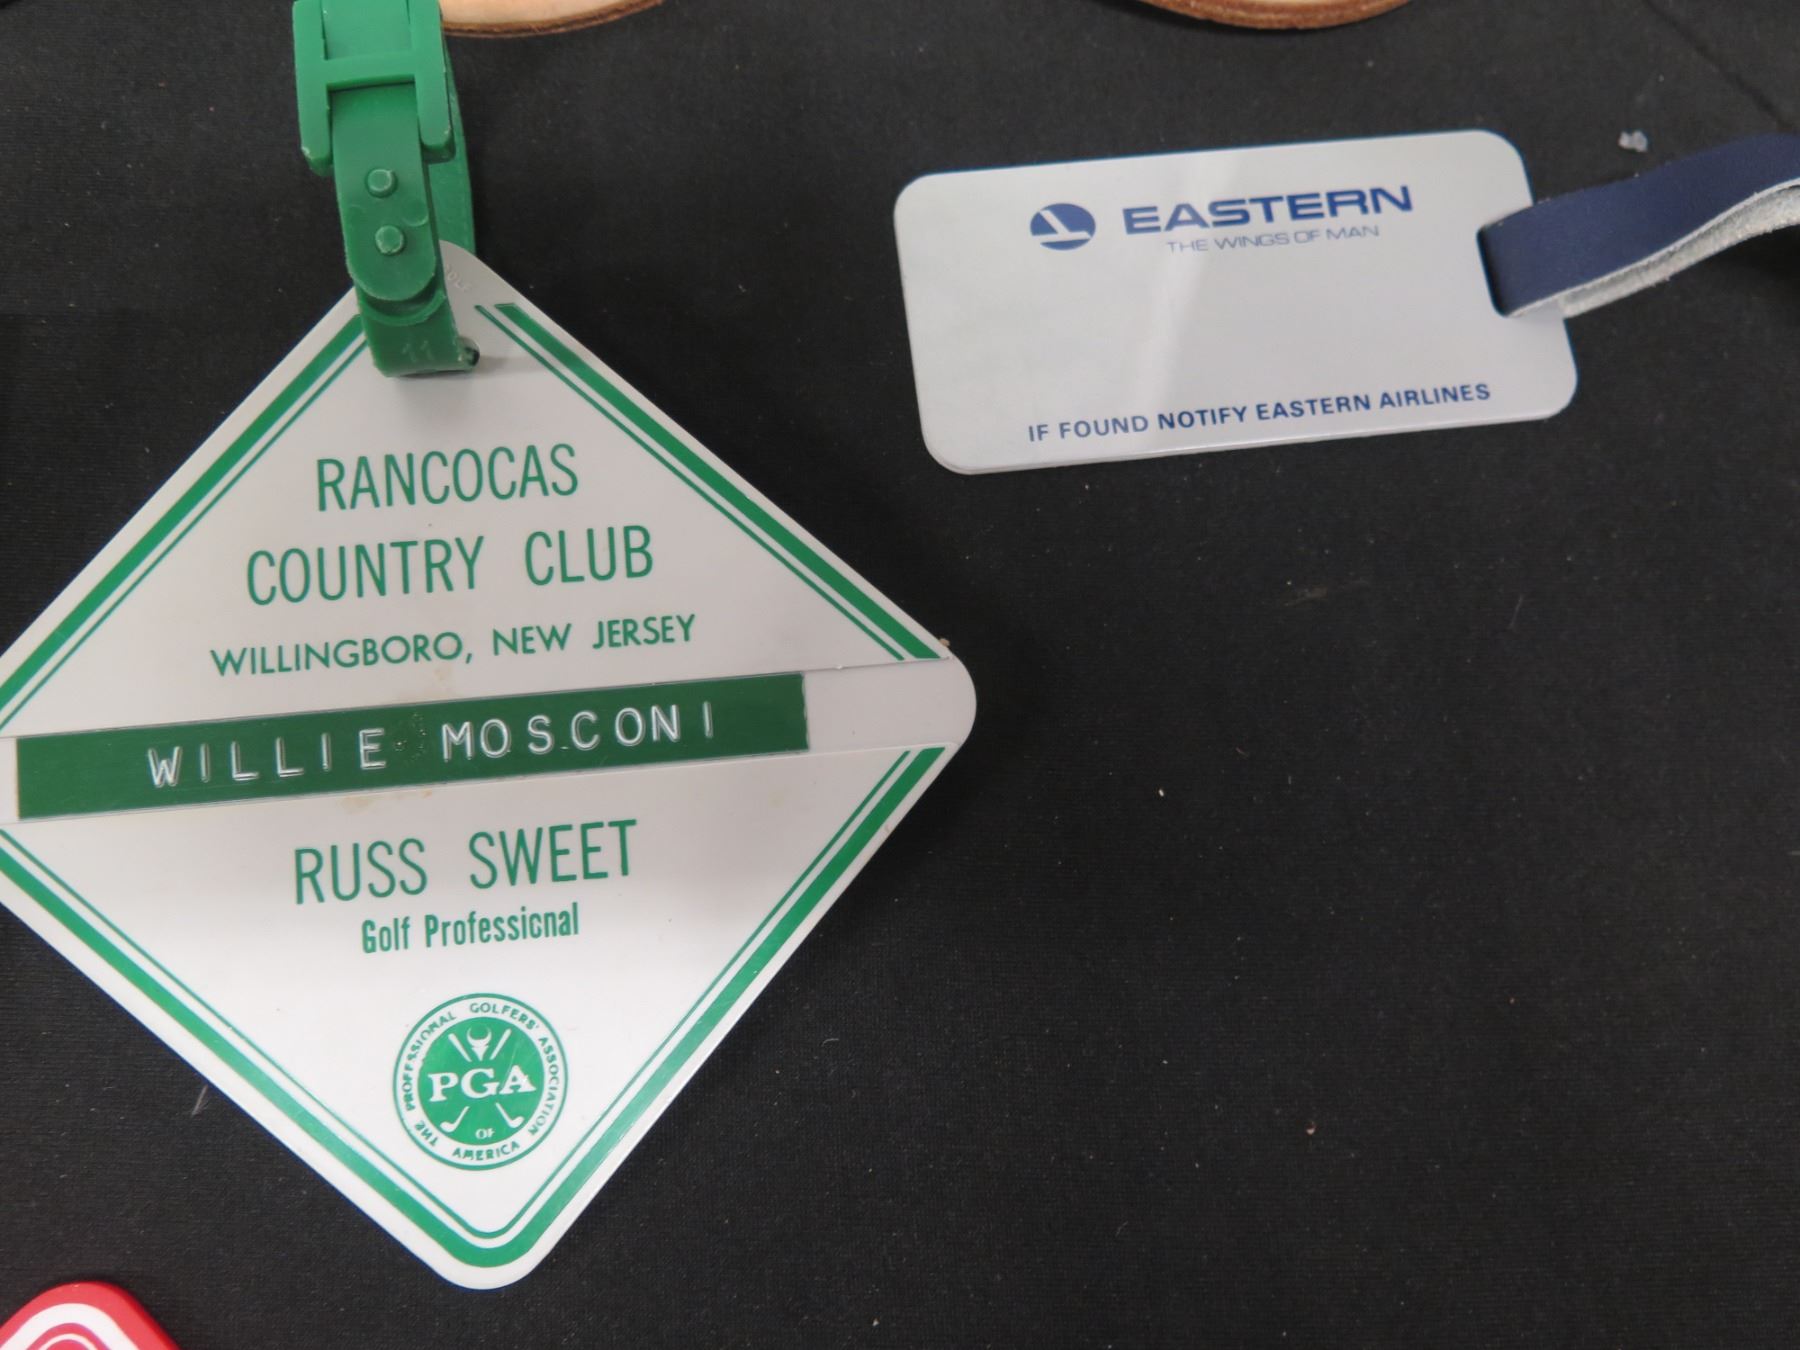 RANCOCAS
COUNTRY CLUB
WILLINGBORO, NEW JERSEY
WILLIE MOSCONI
RUSS SWEET
Golf Professional
THE PROFESSIONAL GOLFERS' ASSOCIATION
PGA
OF
AMERICA
11
EASTERN
THE WINGS OF MAN
IF FOUND NOTIFY EASTERN AIRLINES